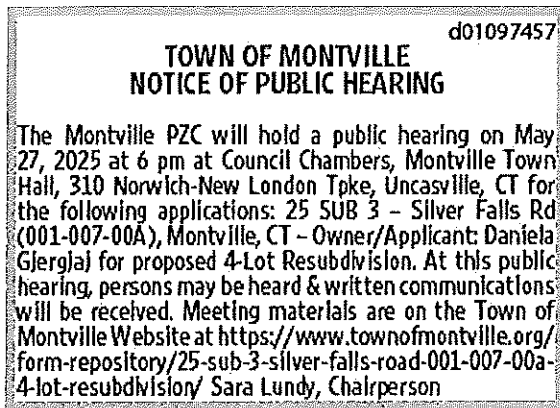 d01097457
TOWN OF MONTVILLE
NOTICE OF PUBLIC HEARING
The Montville PZC will hold a public hearing on May
27, 2025 at 6 pm at Council Chambers, Montville Town
Hall, 310 Norwich-New London Tpke, Uncasville, CT for
the following applications: 25 SUB 3 – Silver Falls Rd
(001-007-00A), Montville, CT – Owner/Applicant: Daniela
Gjergjaj for proposed 4-Lot Resubdivision. At this public
hearing, persons may be heard & written communications
will be received. Meeting materials are on the Town of
Montville Website at https://www.townofmontville.org/
form-repository/25-sub-3-silver-falls-road-001-007-00a-
4-lot-resubdivision/ Sara Lundy, Chairperson